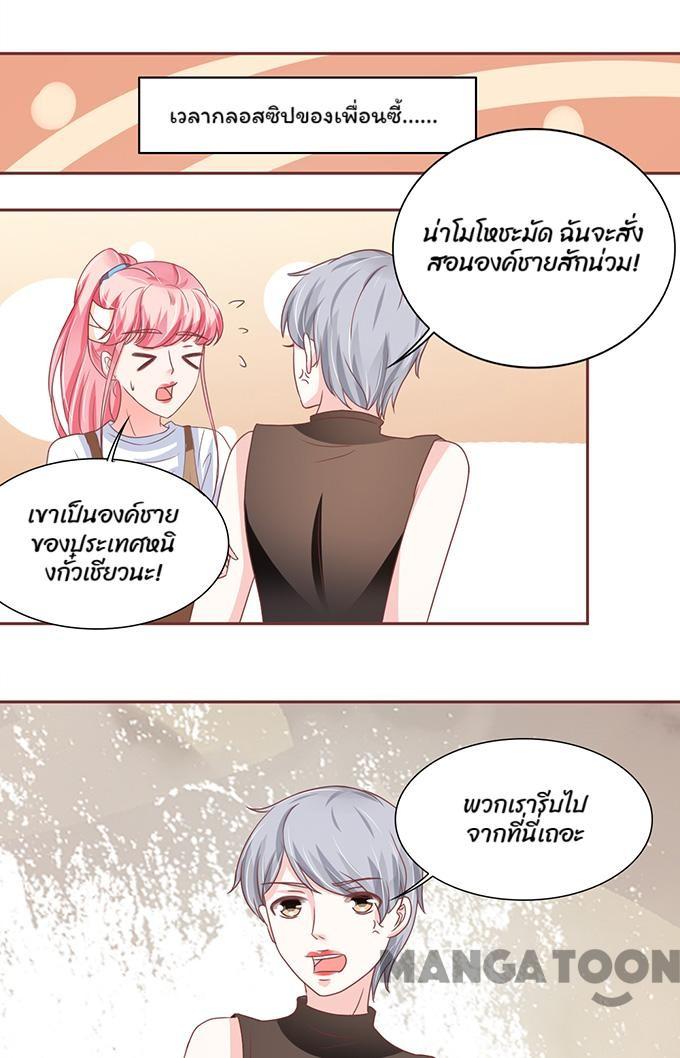 เวลากลอสซิปของเพื่อนซี้......
น่าโมโหชะมัด ฉันจะสั่ง
สอนองค์ชายสักน่วม!
เขาเป็นองค์ชาย
ของประเทศหนิ
งกั๋วเชียวนะ!
พวกเรารีบไป
จากที่นี่เถอะ
MANGATOON